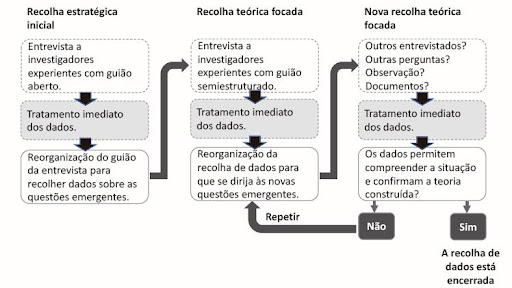 Recolha estratégica
inicial
Entrevista a
investigadores
experientes com guião
aberto.
Tratamento imediato
dos dados.
Reorganização do guião
da entrevista para
recolher dados sobre as
questões emergentes.
Recolha teórica focada
Entrevista a
investigadores
experientes com guião
semiestruturado.
Tratamento imediato
dos dados.
Reorganização da
recolha de dados para
que se dirija às novas
questões emergentes.
Nova recolha teórica
focada
Outros entrevistados?
Outras perguntas?
Observação?
Documentos?
Tratamento imediato
dos dados.
Os dados permitem
compreender a situação
e confirmam a teoria
construída?
Repetir
Não
Sim
A recolha de
dados está
encerrada